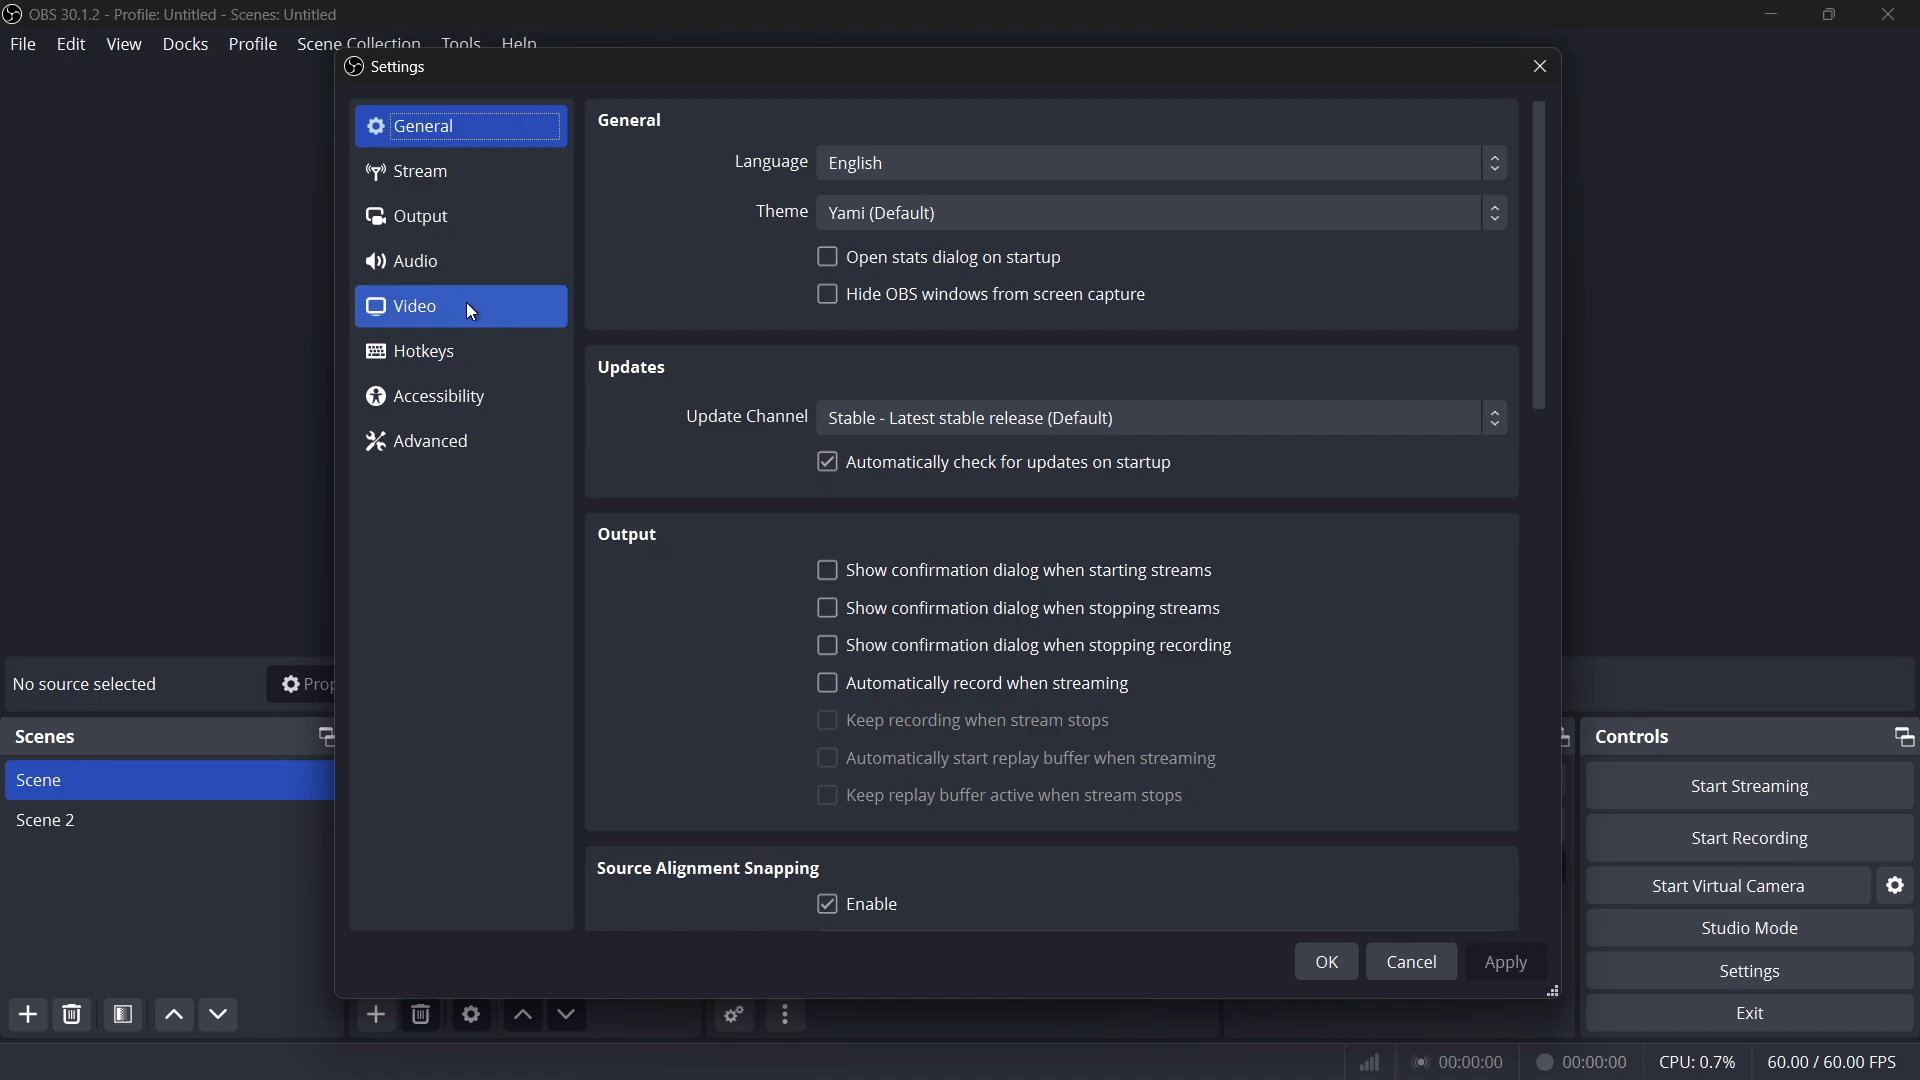 OBS 30.1.2 - Profile: Untitled - Scenes: Untitled
File Edit View Docks Profile Scene Collection Tools Help
Settings
General
Stream
Output
Audio
Video
Hotkeys
Accessibility
Advanced
General
Language English
Theme Yami (Default)
Open stats dialog on startup
Hide OBS windows from screen capture
Updates
Update Channel Stable - Latest stable release (Default)
Automatically check for updates on startup
Output
Show confirmation dialog when starting streams
Show confirmation dialog when stopping streams
Show confirmation dialog when stopping recording
Automatically record when streaming
Keep recording when stream stops
Automatically start replay buffer when streaming
Keep replay buffer active when stream stops
Source Alignment Snapping
Enable
OK Cancel Apply
No source selected Prop
Scenes
Scene
Scene 2
Controls
Start Streaming
Start Recording
Start Virtual Camera
Studio Mode
Settings
Exit
00:00:00 00:00:00 CPU: 0.7% 60.00 / 60.00 FPS